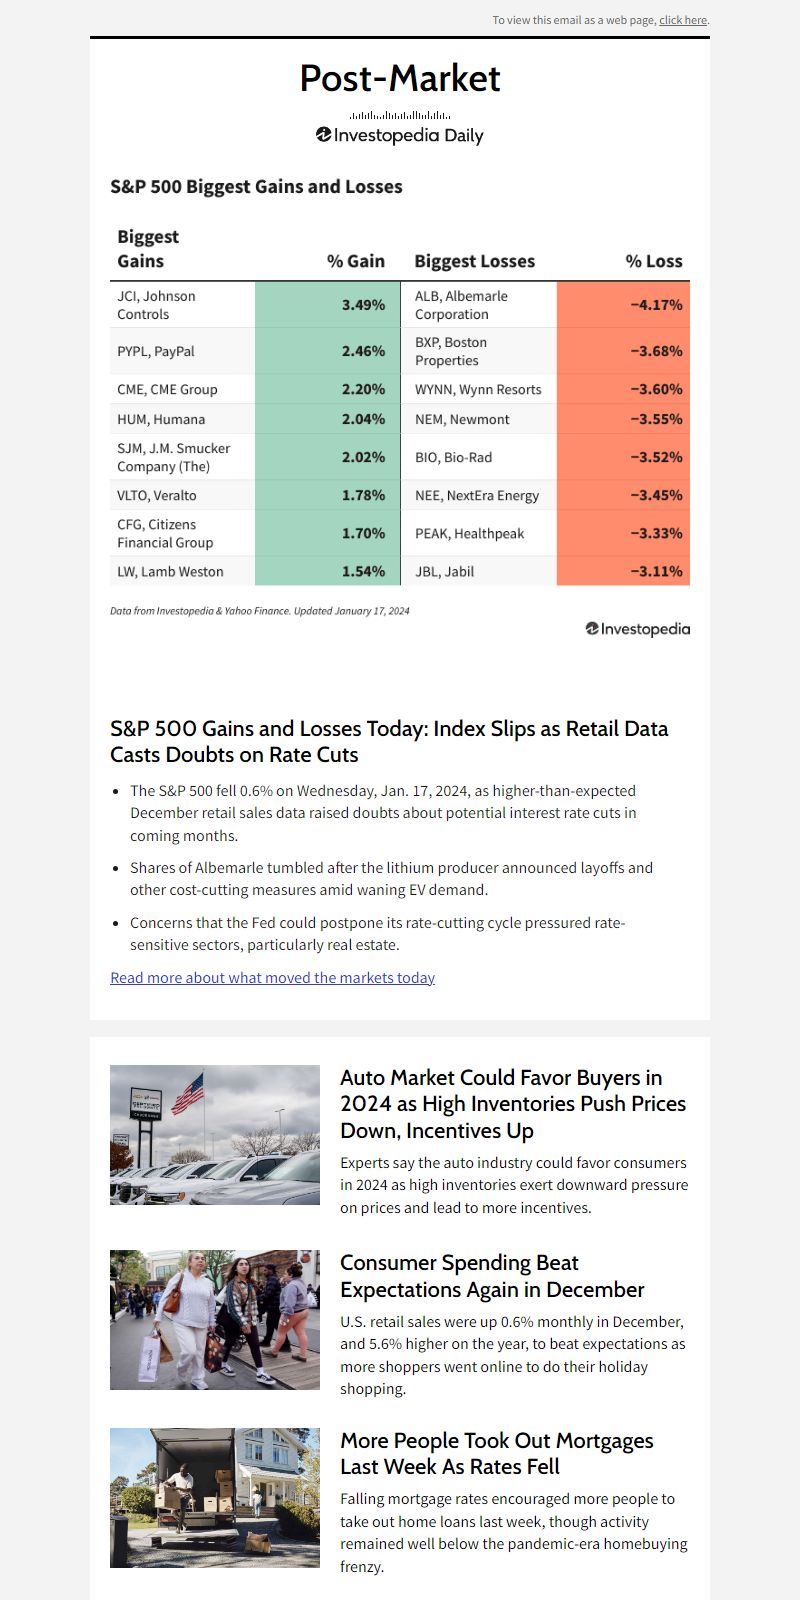 To view this email as a web page, click here.
Post-Market
Investopedia Daily
S&P 500 Biggest Gains and Losses
Biggest
Gains % Gain Biggest Losses % Loss
JCI, Johnson
Controls 3.49% ALB, Albemarle
Corporation −4.17%
PYPL, PayPal 2.46% BXP, Boston
Properties −3.68%
CME, CME Group 2.20% WYNN, Wynn Resorts −3.60%
HUM, Humana 2.04% NEM, Newmont −3.55%
SJM, J.M. Smucker
Company (The) 2.02% BIO, Bio-Rad −3.52%
VLTO, Veralto 1.78% NEE, NextEra Energy −3.45%
CFG, Citizens
Financial Group 1.70% PEAK, Healthpeak −3.33%
LW, Lamb Weston 1.54% JBL, Jabil −3.11%
Data from Investopedia & Yahoo Finance. Updated January 17, 2024
Investopedia
S&P 500 Gains and Losses Today: Index Slips as Retail Data
Casts Doubts on Rate Cuts
• The S&P 500 fell 0.6% on Wednesday, Jan. 17, 2024, as higher-than-expected
December retail sales data raised doubts about potential interest rate cuts in
coming months.
• Shares of Albemarle tumbled after the lithium producer announced layoffs and
other cost-cutting measures amid waning EV demand.
• Concerns that the Fed could postpone its rate-cutting cycle pressured rate-
sensitive sectors, particularly real estate.
Read more about what moved the markets today
CERTIFIED
Auto Market Could Favor Buyers in
2024 as High Inventories Push Prices
Down, Incentives Up
Experts say the auto industry could favor consumers
in 2024 as high inventories exert downward pressure
on prices and lead to more incentives.
Consumer Spending Beat
Expectations Again in December
U.S. retail sales were up 0.6% monthly in December,
and 5.6% higher on the year, to beat expectations as
more shoppers went online to do their holiday
shopping.
More People Took Out Mortgages
Last Week As Rates Fell
Falling mortgage rates encouraged more people to
take out home loans last week, though activity
remained well below the pandemic-era homebuying
frenzy.